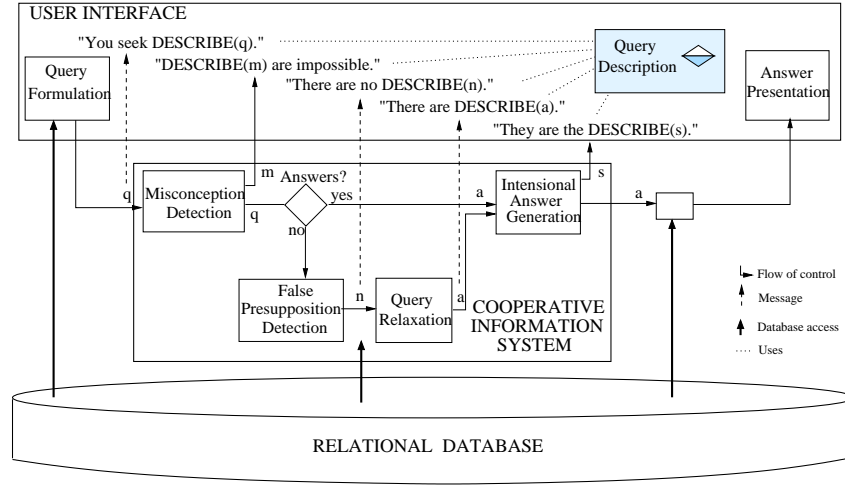 USER INTERFACE
"You seek DESCRIBE(q)."
"DESCRIBE(m) are impossible."
"There are no DESCRIBE(n).
"There are DESCRIBE(a)."
"They are the DESCRIBE(s)."
Query
Formulation
Query
Description
Answer
Presentation
q
Misconception
Detection
m
q
Answers?
yes
no
a
Intensional
Answer
Generation
s
a
False
Presupposition
Detection
n
Query
Relaxation
a
COOPERATIVE
INFORMATION
SYSTEM
Flow of control
Message
Database access
Uses
RELATIONAL DATABASE